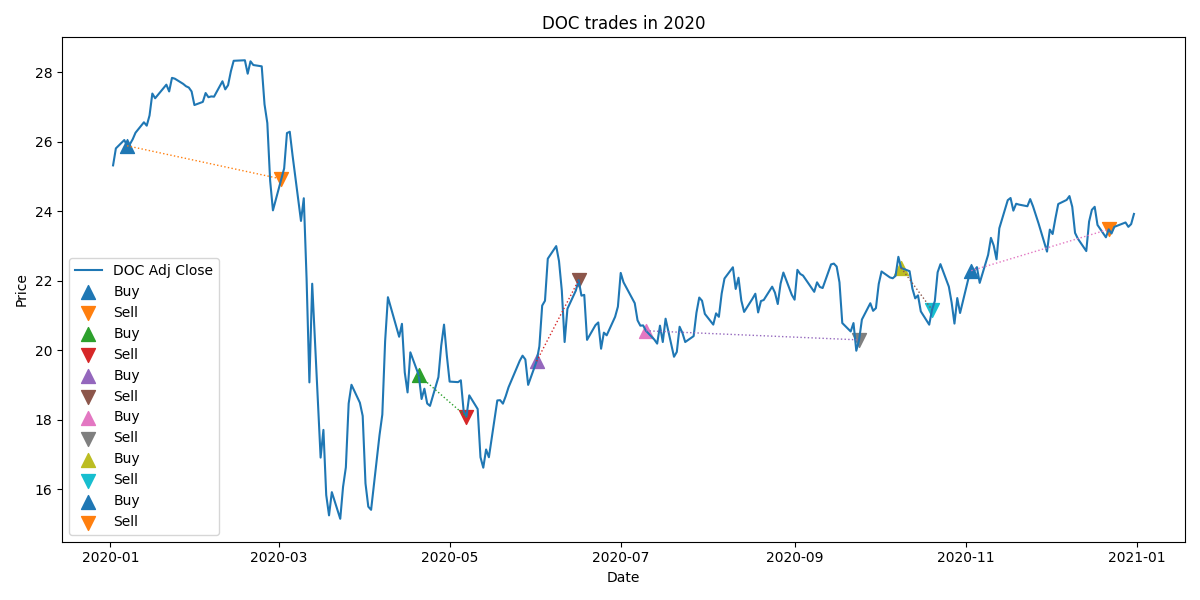 DOC trades in 2020
Price
28
26
24
22
20
18
16
DOC Adj Close
Buy
Sell
Buy
Sell
Buy
Sell
Buy
Sell
Buy
Sell
Buy
Sell
2020-01
2020-03
2020-05
2020-07
2020-09
2020-11
2021-01
Date